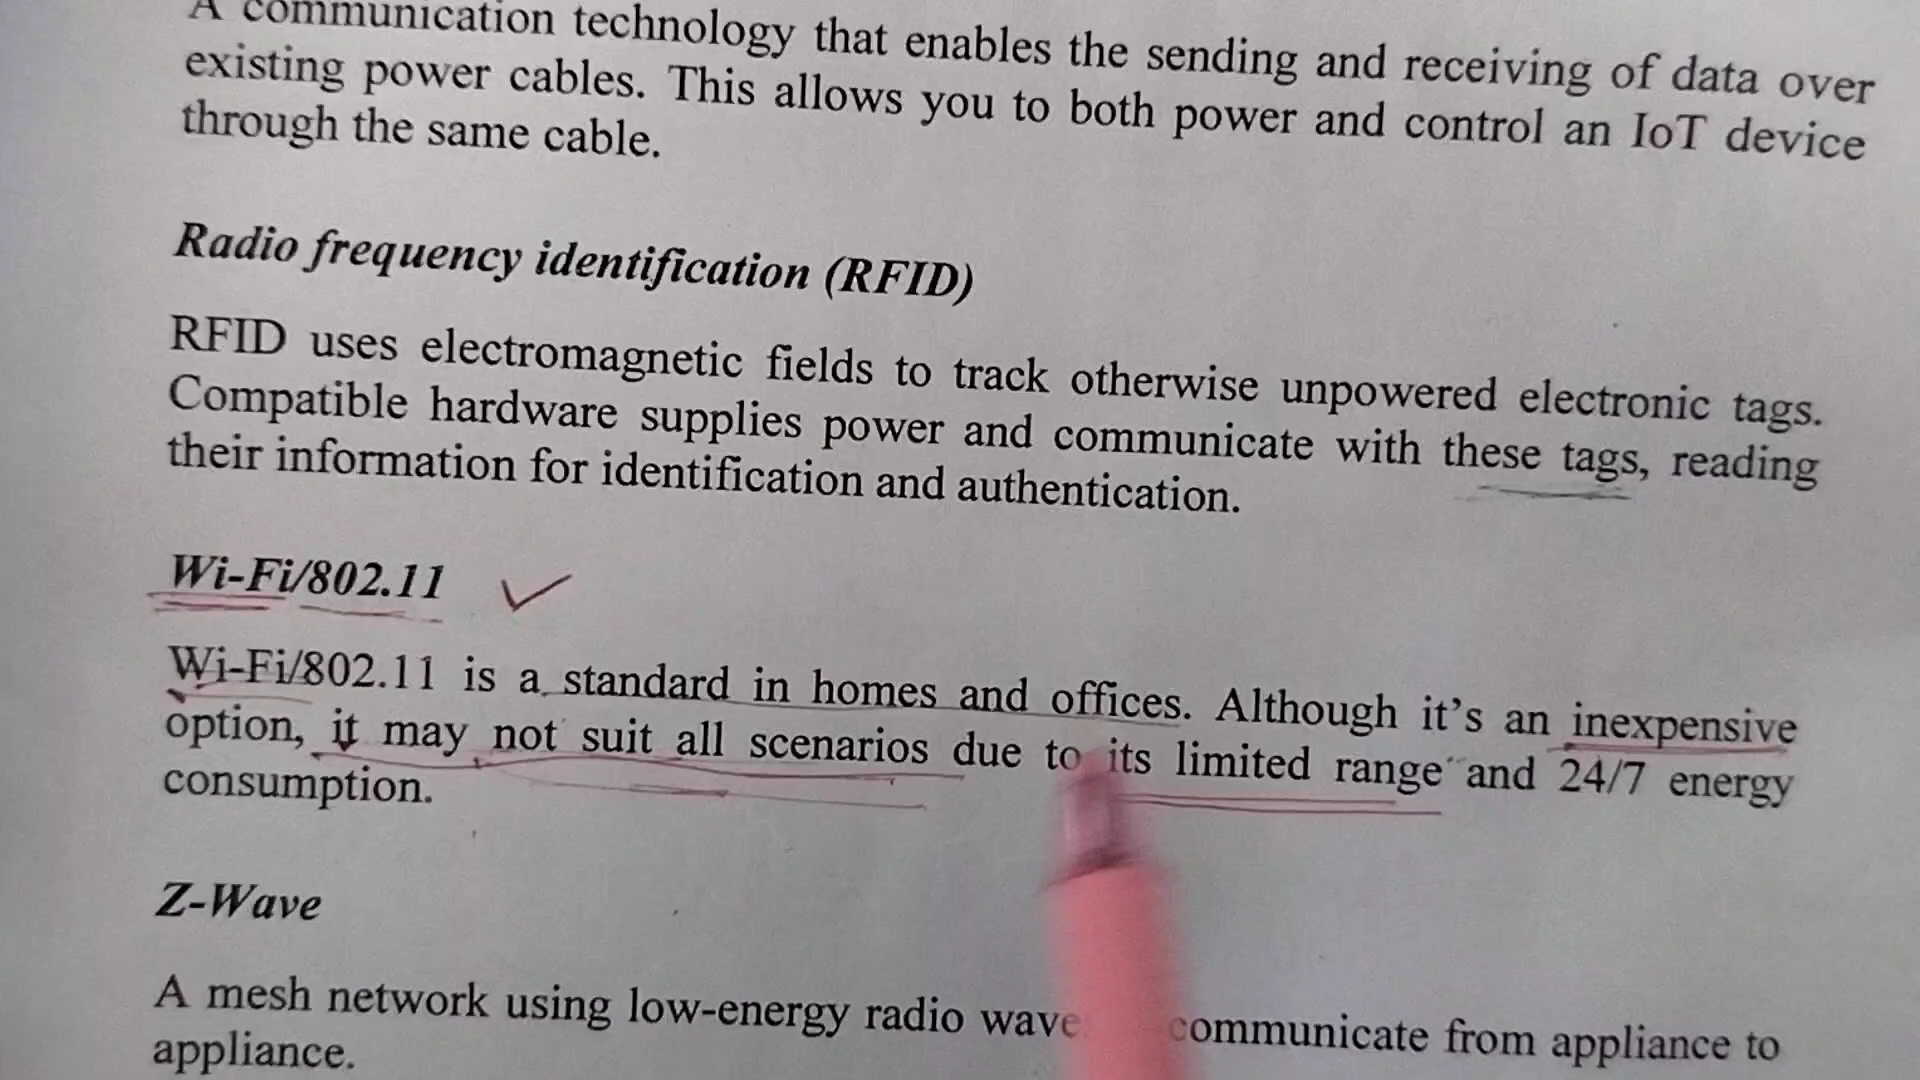 A communication technology that enables the sending and receiving of data over
existing power cables. This allows you to both power and control an IoT device
through the same cable.
Radio frequency identification (RFID)
RFID uses electromagnetic fields to track otherwise unpowered electronic tags.
Compatible hardware supplies power and communicate with these tags, reading
their information for identification and authentication.
Wi-Fi/802.11
Wi-Fi/802.11 is a standard in homes and offices. Although it's an inexpensive
option, it may not suit all scenarios due to its limited range and 24/7 energy
consumption.
Z-Wave
A mesh network using low-energy radio wave communicate from appliance to
appliance.